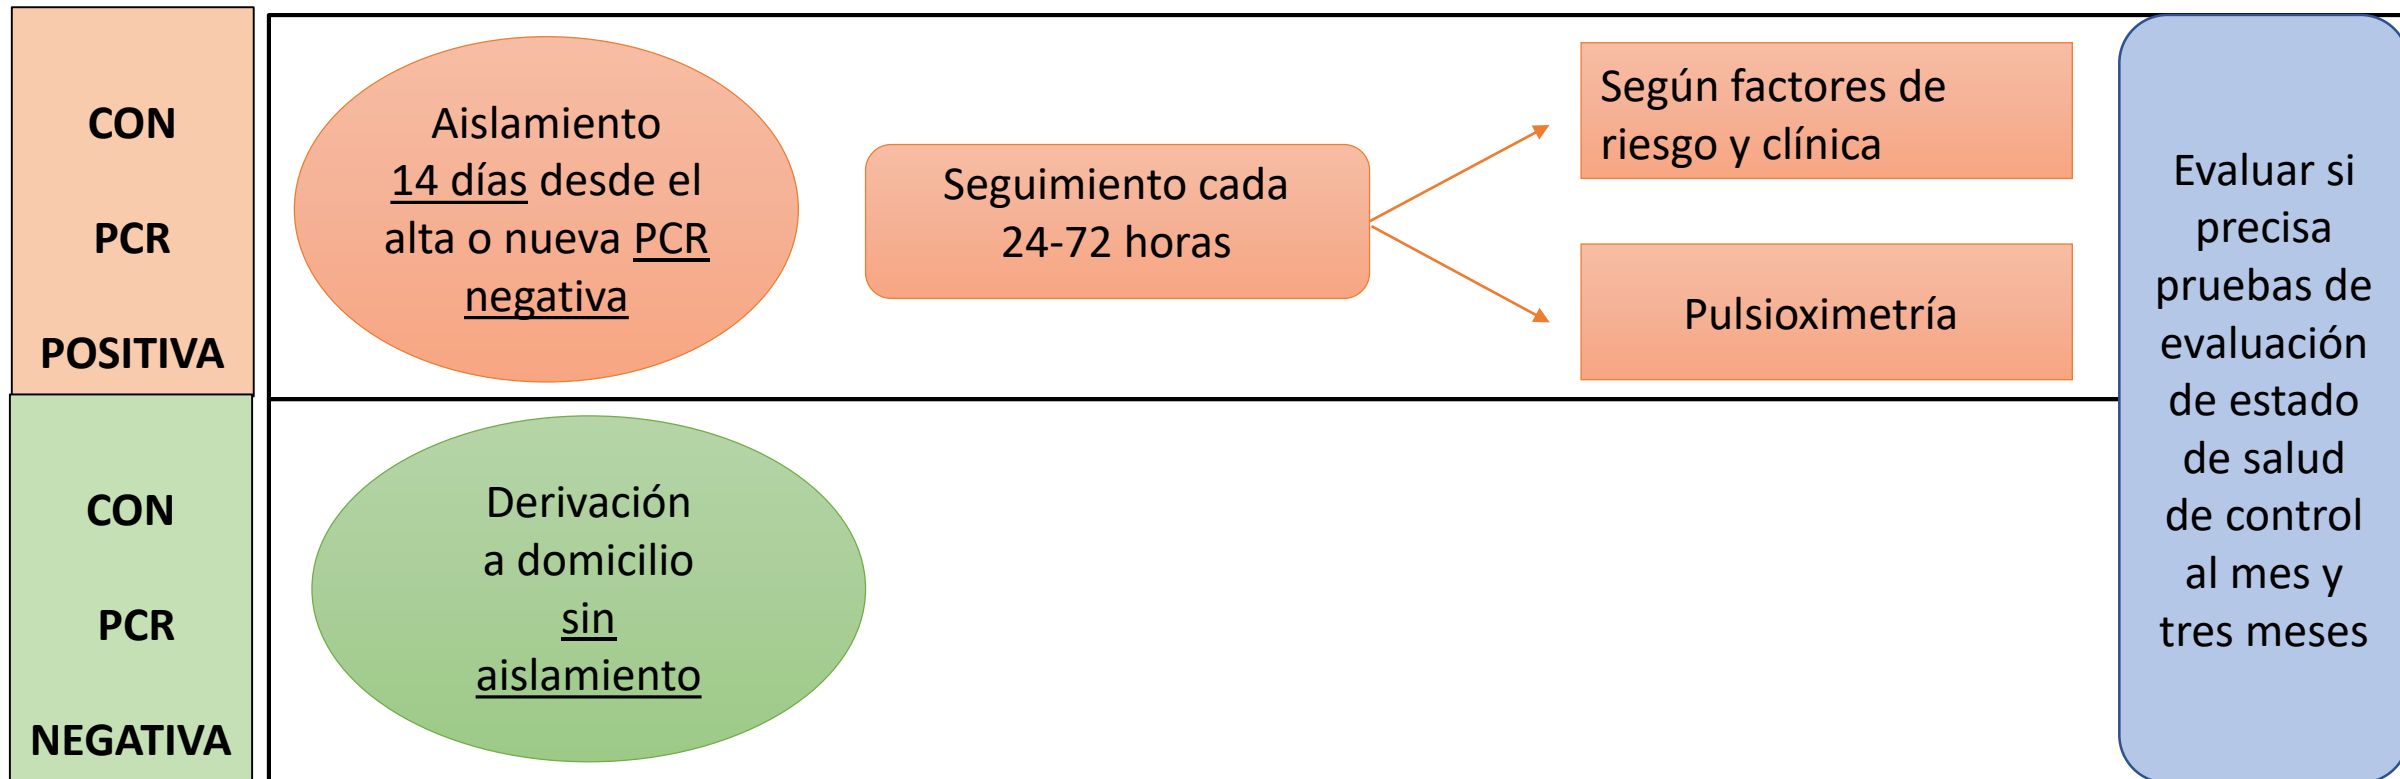 CON
PCR
POSITIVA
Aislamiento
14 días desde el
alta o nueva PCR
negativa
Seguimiento cada
24-72 horas
Según factores de
riesgo y clínica
Pulsioximetría
CON
PCR
NEGATIVA
Derivación
a domicilio
sin
aislamiento
Evaluar si
precisa
pruebas de
evaluación
de estado
de salud
de control
al mes y
tres meses